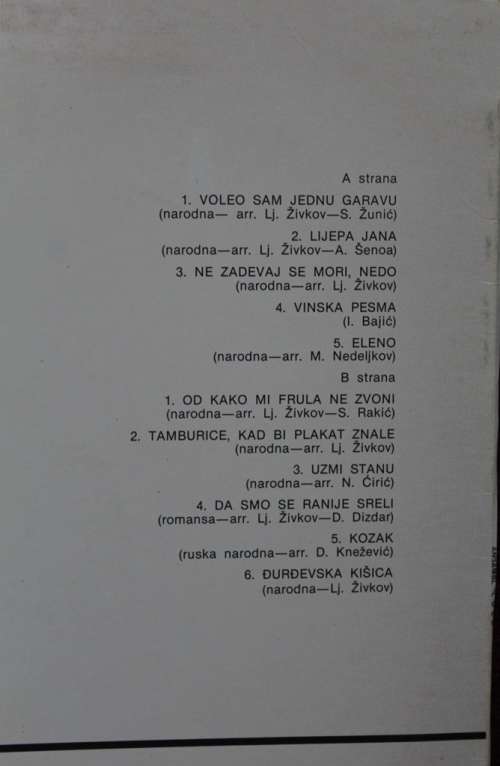 A strana
1. VOLEO SAM JEDNU GARAVU
(narodna— arr. Lj. Živkov—S. Žunić)
2. LIJEPA JANA
(narodna—arr. Lj. Živkov—A. Šenoa)
3. NE ZADEVAJ SE MORI, NEDO
(narodna—arr. Lj. Živkov)
4. VINSKA PESMA
(I. Bajić)
5. ELENO
(narodna—arr. M. Nedeljkov)
B strana
1. OD KAKO MI FRULA NE ZVONI
(narodna—arr. Lj. Živkov—S. Rakić)
2. TAMBURICE, KAD BI PLAKAT ZNALE
(narodna—arr. Lj. Živkov)
3. UZMI STANU
(narodna—arr. N. Ćirić)
4. DA SMO SE RANIJE SRELI
(romansa—arr. Lj. Živkov—D. Dizdar)
5. KOZAK
(ruska narodna—arr. D. Knežević)
6. ĐURĐEVSKA KIŠICA
(narodna—Lj. Živkov)